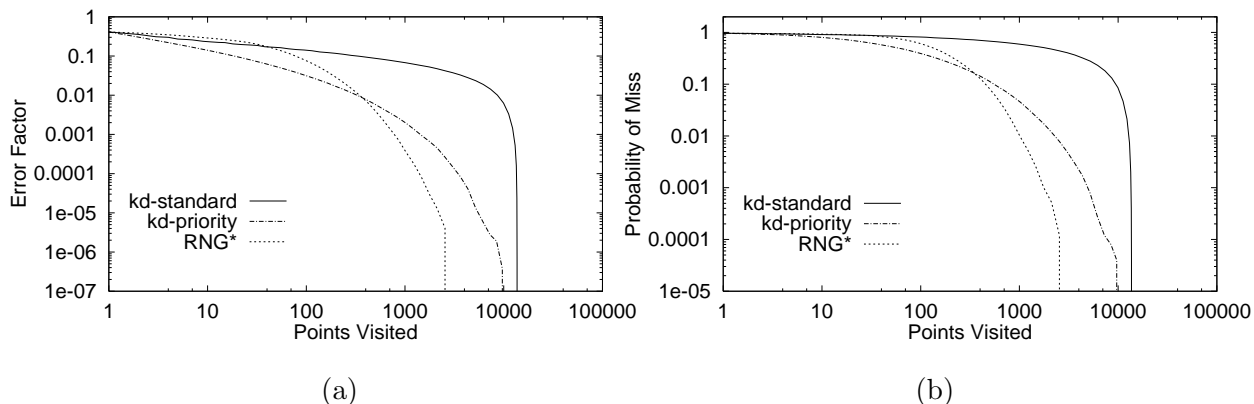 Error Factor
1
0.1
0.01
0.001
0.0001
1e-05
1e-06
1e-07
kd-standard
kd-priority
RNG*
1 10 100 1000 10000 100000
Points Visited
(a)
Probability of Miss
1
0.1
0.01
0.001
0.0001
1e-05
kd-standard
kd-priority
RNG*
1 10 100 1000 10000 100000
Points Visited
(b)